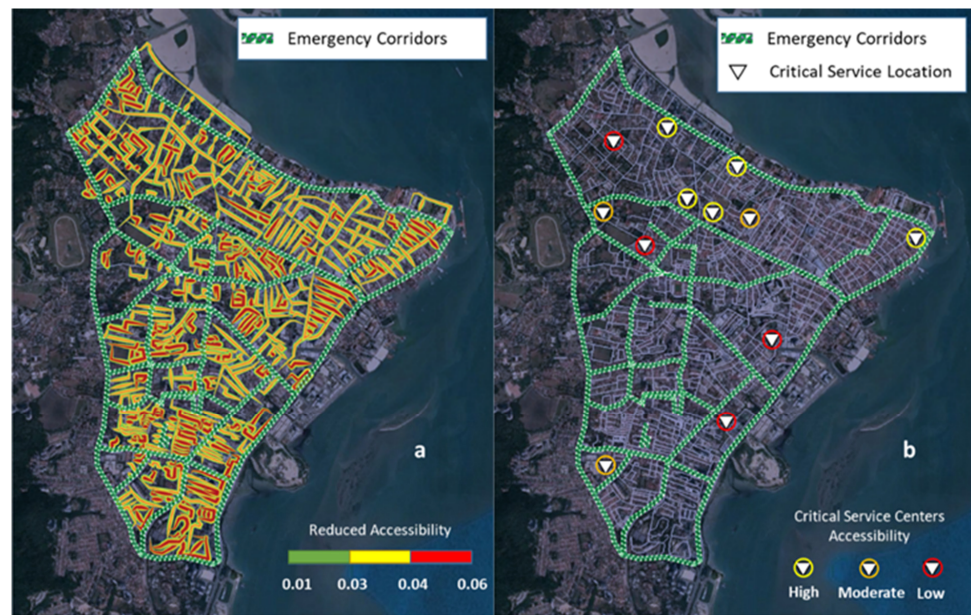 Emergency Corridors
a
Reduced Accessibility
0.01 0.03 0.04 0.06
Emergency Corridors
Critical Service Location
b
Critical Service Centers
Accessibility
High Moderate Low